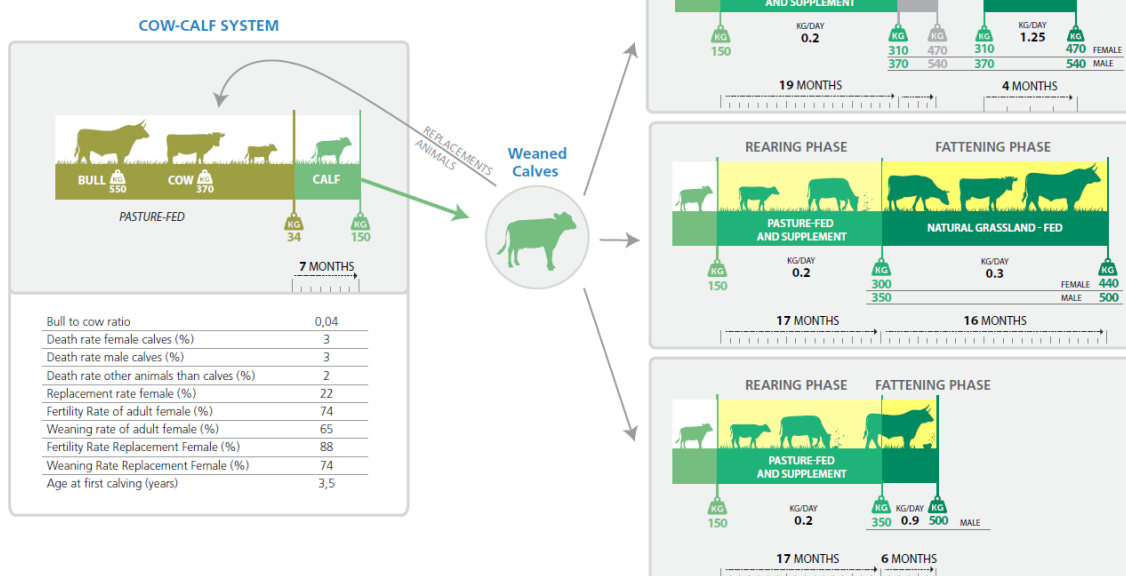 COW-CALF SYSTEM
BULL KG 550
COW KG 370
CALF
PASTURE-FED
KG 34
KG 150
7 MONTHS
REPLACEMENTS
ANIMALS
Weaned
Calves
Bull to cow ratio 0,04
Death rate female calves (%) 3
Death rate male calves (%) 3
Death rate other animals than calves (%) 2
Replacement rate female (%) 22
Fertility Rate of adult female (%) 74
Weaning rate of adult female (%) 65
Fertility Rate Replacement Female (%) 88
Weaning Rate Replacement Female (%) 74
Age at first calving (years) 3,5
AND SUPPLEMENT
KG/DAY KG/DAY
KG 0.2 KG KG KG 1.25 KG
150 310 470 310 470 FEMALE
370 540 370 540 MALE
19 MONTHS 4 MONTHS
REARING PHASE FATTENING PHASE
PASTURE-FED
AND SUPPLEMENT
NATURAL GRASSLAND - FED
KG/DAY KG/DAY
KG 0.2 KG 0.3 KG
150 300 FEMALE 440
350 MALE 500
17 MONTHS 16 MONTHS
REARING PHASE FATTENING PHASE
PASTURE-FED
AND SUPPLEMENT
KG KG/DAY KG KG/DAY KG
150 0.2 350 0.9 500 MALE
17 MONTHS 6 MONTHS